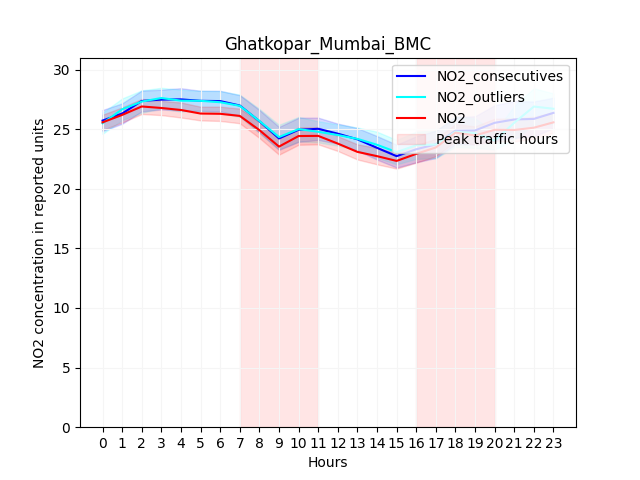 Ghatkopar_Mumbai_BMC
NO2 concentration in reported units
30
25
20
15
10
5
0
NO2_consecutives
NO2_outliers
NO2
Peak traffic hours
0 1 2 3 4 5 6 7 8 9 10 11 12 13 14 15 16 17 18 19 20 21 22 23
Hours